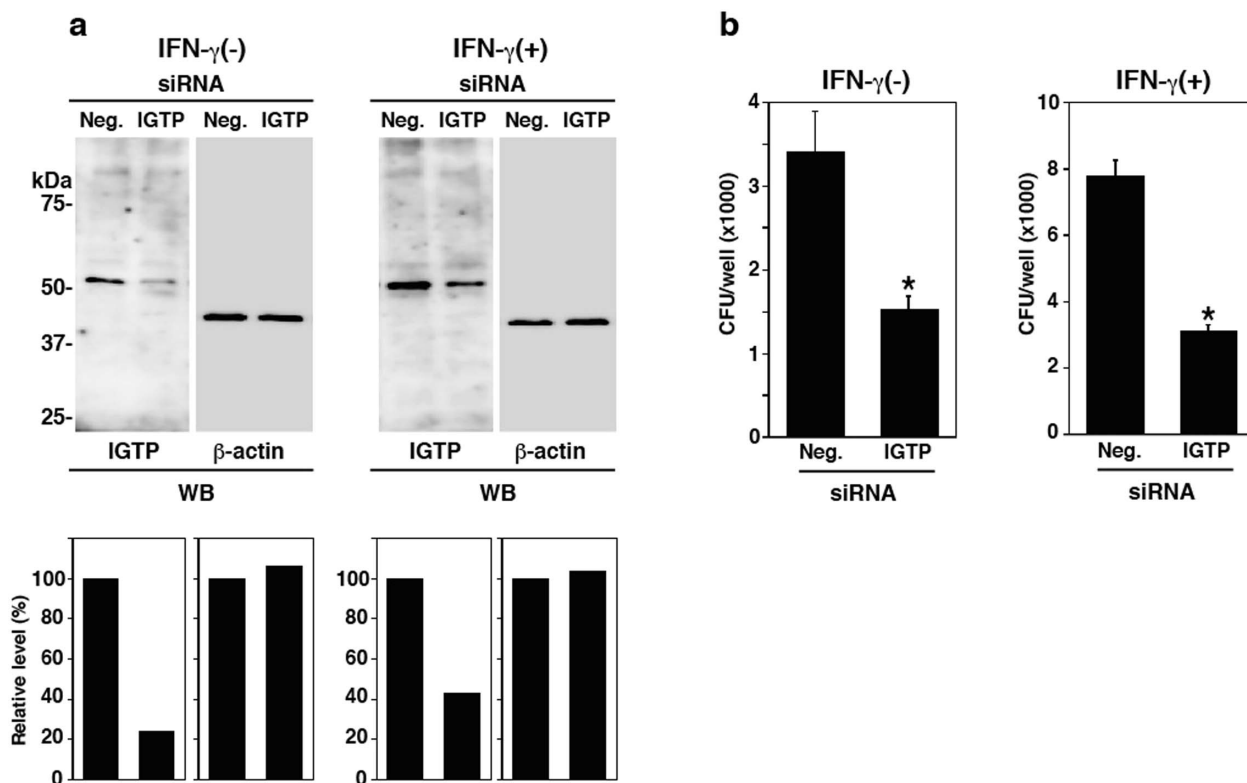 a
IFN-γ(-)
siRNA
Neg. IGTP Neg. IGTP
kDa
75-
50-
37-
25-
IGTP β-actin
WB
IFN-γ(+)
siRNA
Neg. IGTP Neg. IGTP
IGTP β-actin
WB
Relative level (%)
100
80
60
40
20
0
100
80
60
40
20
0
b
IFN-γ(-)
CFU/well (x1000)
4
3
2
1
0
*
Neg. IGTP
siRNA
IFN-γ(+)
CFU/well (x1000)
10
8
6
4
2
0
*
Neg. IGTP
siRNA